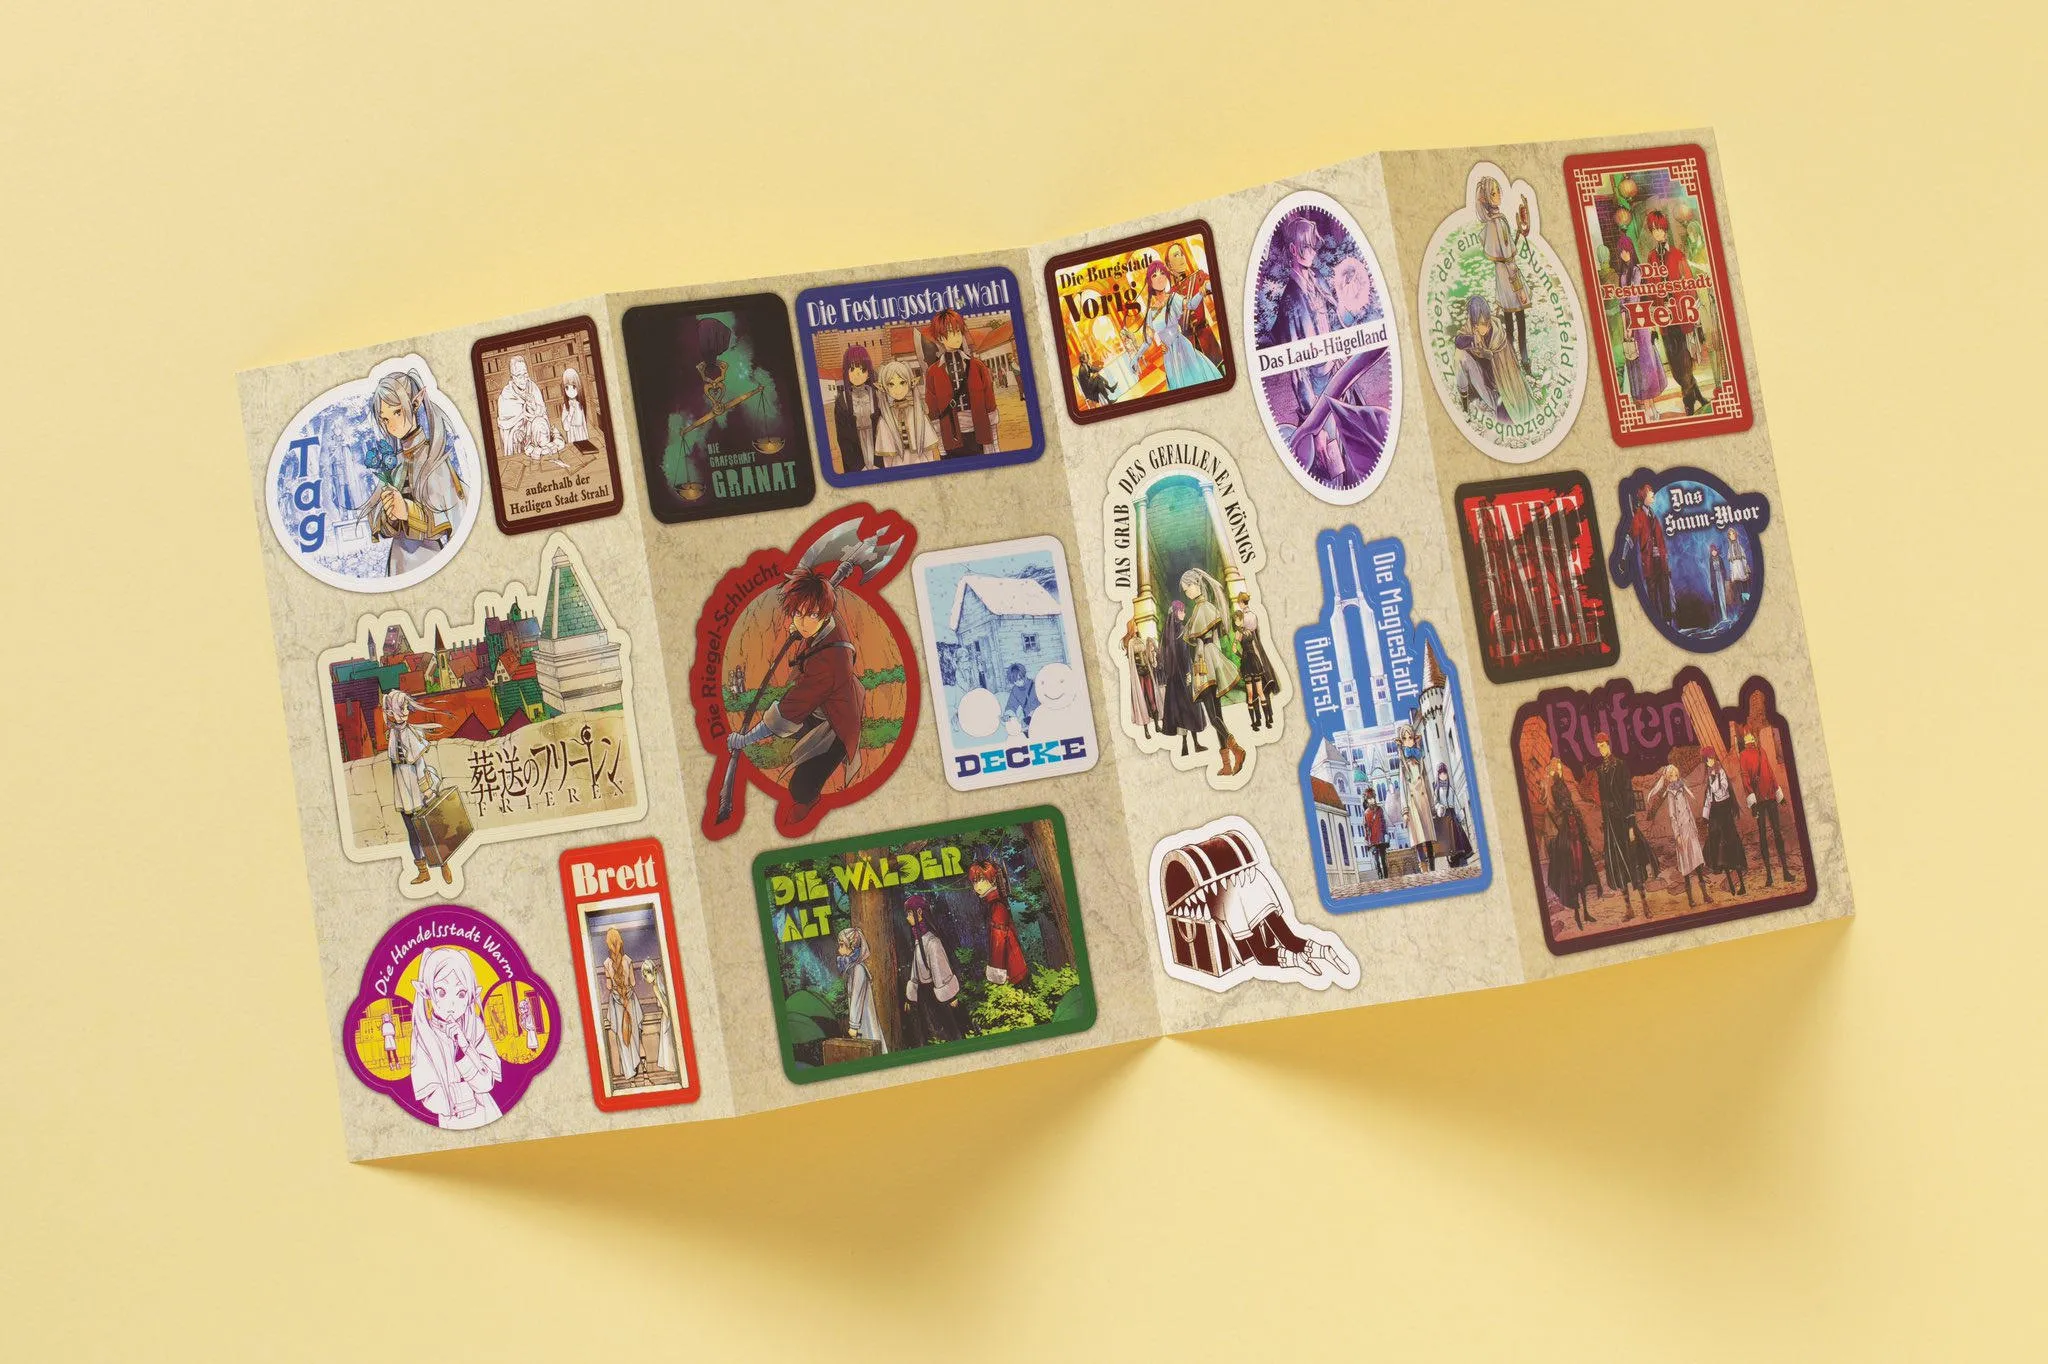 Tag
außerhalb der
Heiligen Stadt Strahl
葬送のフリーレン
FRIEREN
Die Handelsstadt Warm
Brett
DIE
GRAFSCHAFT
GRANAT
Die Festungsstadt Wahl
Die Riegel-Schlucht
DECKE
DIE WÄLDER
ALT
Die Burgstadt
Vorig
Das Laub-Hügelland
DAS GRAB DES GEFALLENEN KÖNIGS
Die Magiestadt
Äußerst
Zauber, der ein Blumenfeld herbeizaubert
Die
Festungsstadt
Heiß
Das
Saum-Moor
Rufen